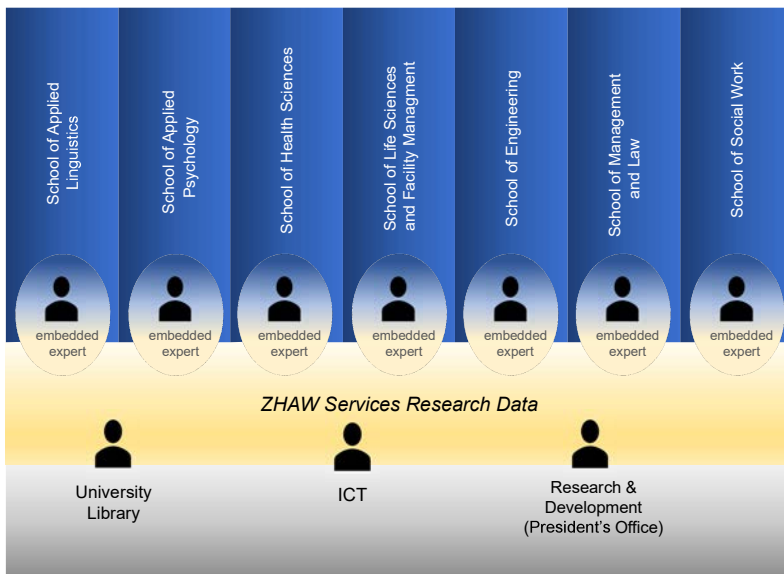 School of Applied
Linguistics
School of Applied
Psychology
School of Health Sciences
School of Life Sciences
and Facility Managment
School of Engineering
School of Management
and Law
School of Social Work
embedded
expert
embedded
expert
embedded
expert
embedded
expert
embedded
expert
embedded
expert
embedded
expert
ZHAW Services Research Data
University
Library
ICT
Research &
Development
(President's Office)